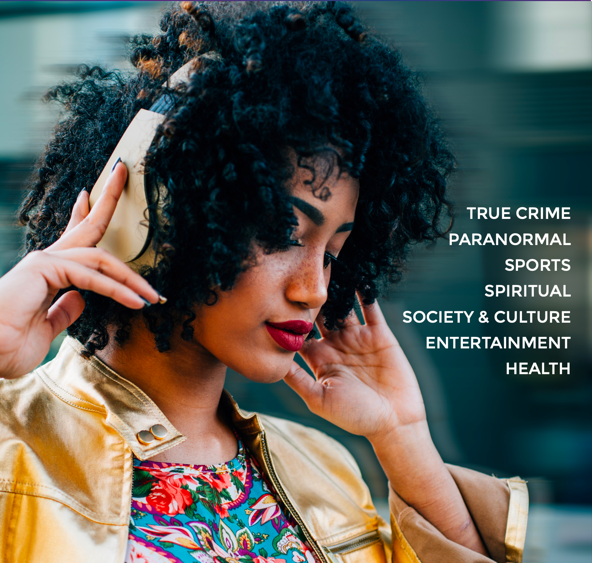 TRUE CRIME
PARANORMAL
SPORTS
SPIRITUAL
SOCIETY & CULTURE
ENTERTAINMENT
HEALTH